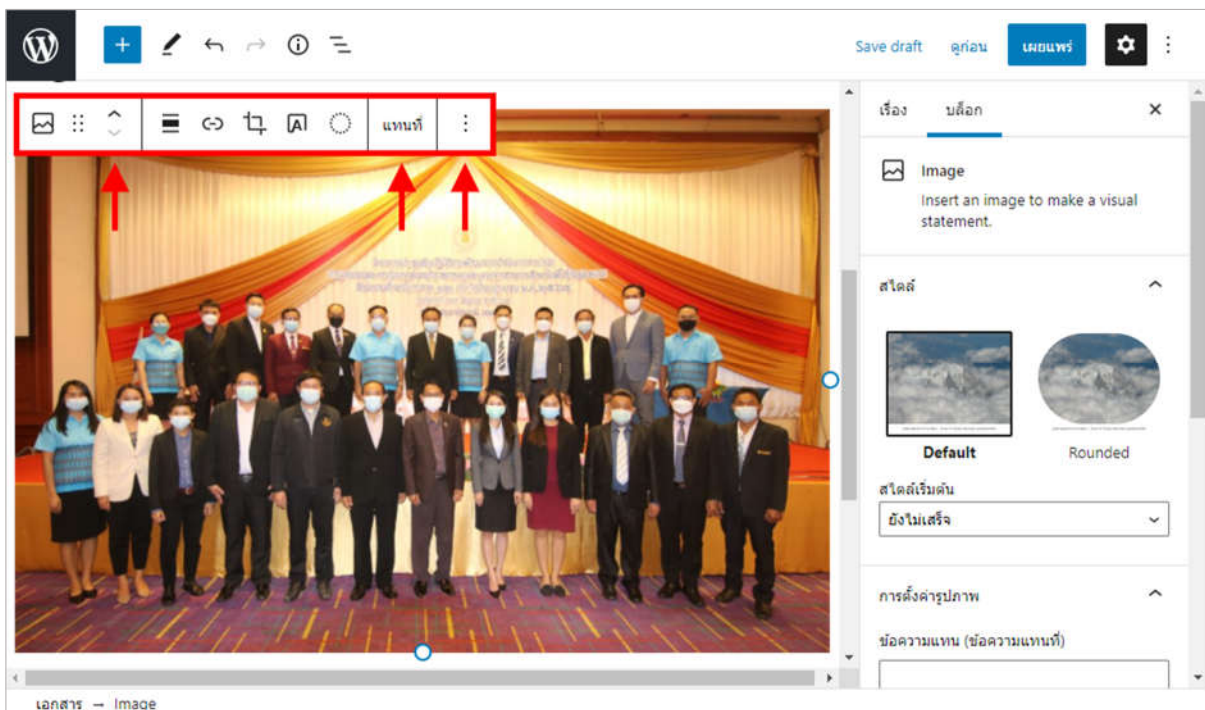 Save draft ดูก่อน เผยแพร่
แทนที่
เรื่อง บล็อก
Image
Insert an image to make a visual
statement.
สไตล์
Default Rounded
สไตล์เริ่มต้น
ยังไม่เสร็จ
การตั้งค่ารูปภาพ
ข้อความแทน (ข้อความแทนที่)
เอกสาร → Image